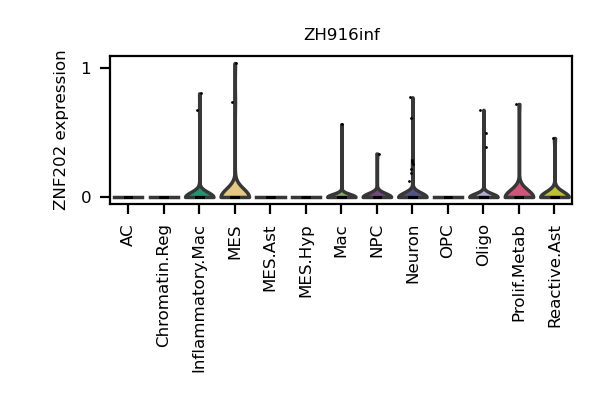 ZH916inf
ZNF202 expression
1
0
AC
Chromatin.Reg
Inflammatory.Mac
MES
MES.Ast
MES.Hyp
Mac
NPC
Neuron
OPC
Oligo
Prolif.Metab
Reactive.Ast